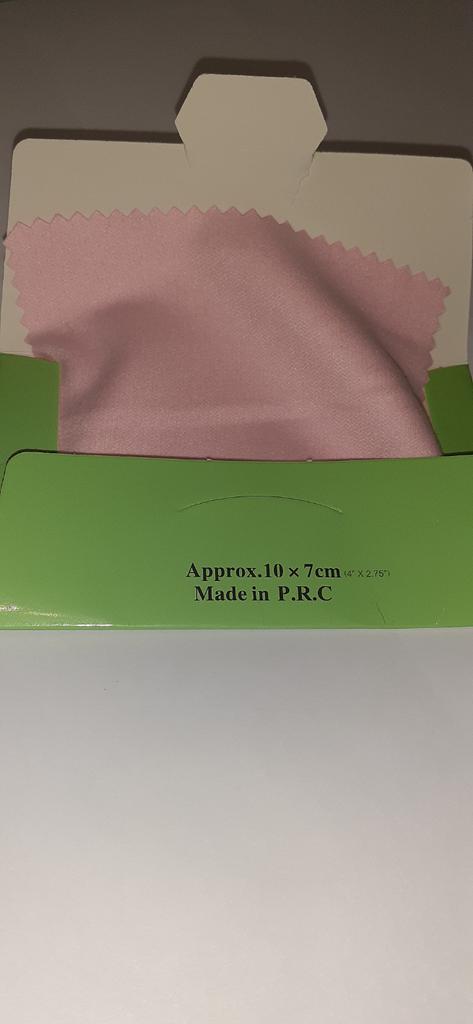 Approx.10 × 7cm (4" X 2.75")
Made in P.R.C